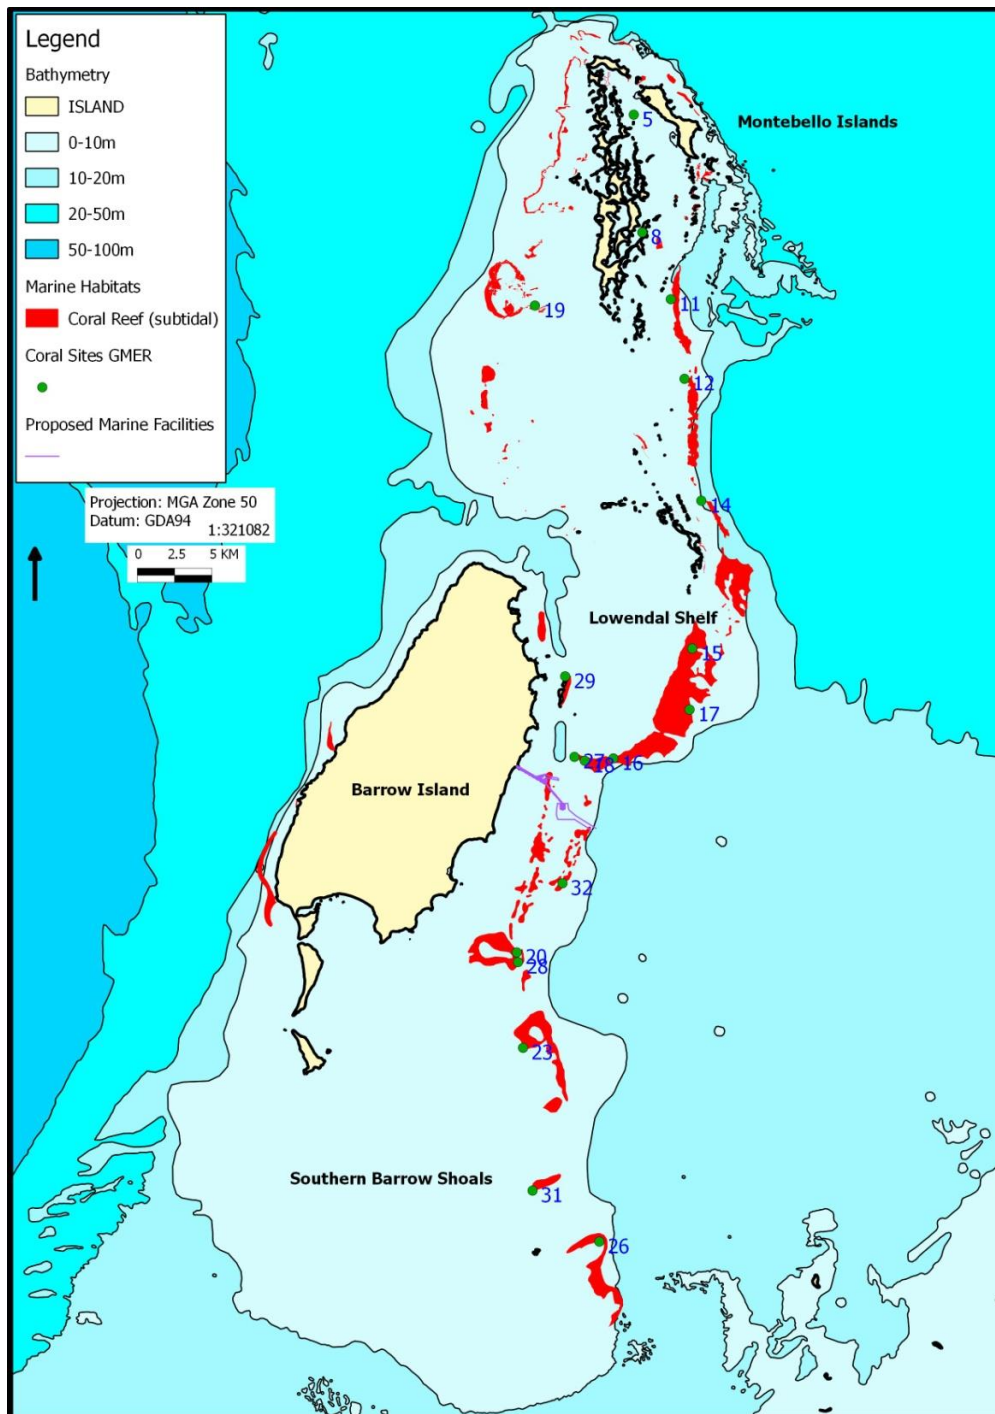 Legend
Bathymetry
ISLAND
0-10m
10-20m
20-50m
50-100m
Marine Habitats
Coral Reef (subtidal)
Coral Sites GMER
Proposed Marine Facilities
Projection: MGA Zone 50
Datum: GDA94
1:321082
0 2.5 5 KM
Montebello Islands
5
8
11
19
12
14
Lowendal Shelf
15
29
17
27
18
16
Barrow Island
32
20
28
23
Southern Barrow Shoals
31
26